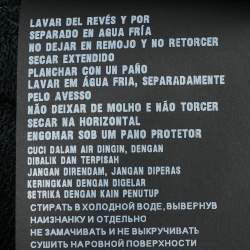 LAVAR DEL REVÉS Y POR
SEPARADO EN AGUA FRÍA
NO DEJAR EN REMOJO Y NO RETORCER
SECAR EXTENDIDO
PLANCHAR CON UN PAÑO
LAVAR EM ÁGUA FRIA, SEPARADAMENTE
PELO AVESSO
NÃO DEIXAR DE MOLHO E NÃO TORCER
SECAR NA HORIZONTAL
ENGOMAR SOB UM PANO PROTETOR
CUCI DALAM AIR DINGIN, DENGAN
DIBALIK DAN TERPISAH
JANGAN DIRENDAM, JANGAN DIPERAS
KERINGKAN DENGAN DIGELAR
SETRIKA DENGAN KAIN PENUTUP
СТИРАТЬ В ХОЛОДНОЙ ВОДЕ, ВЫВЕРНУВ
НАИЗНАНКУ И ОТДЕЛЬНО
НЕ ЗАМАЧИВАТЬ И НЕ ВЫКРУЧИВАТЬ
СУШИТЬ НА РОВНОЙ ПОВЕРХНОСТИ